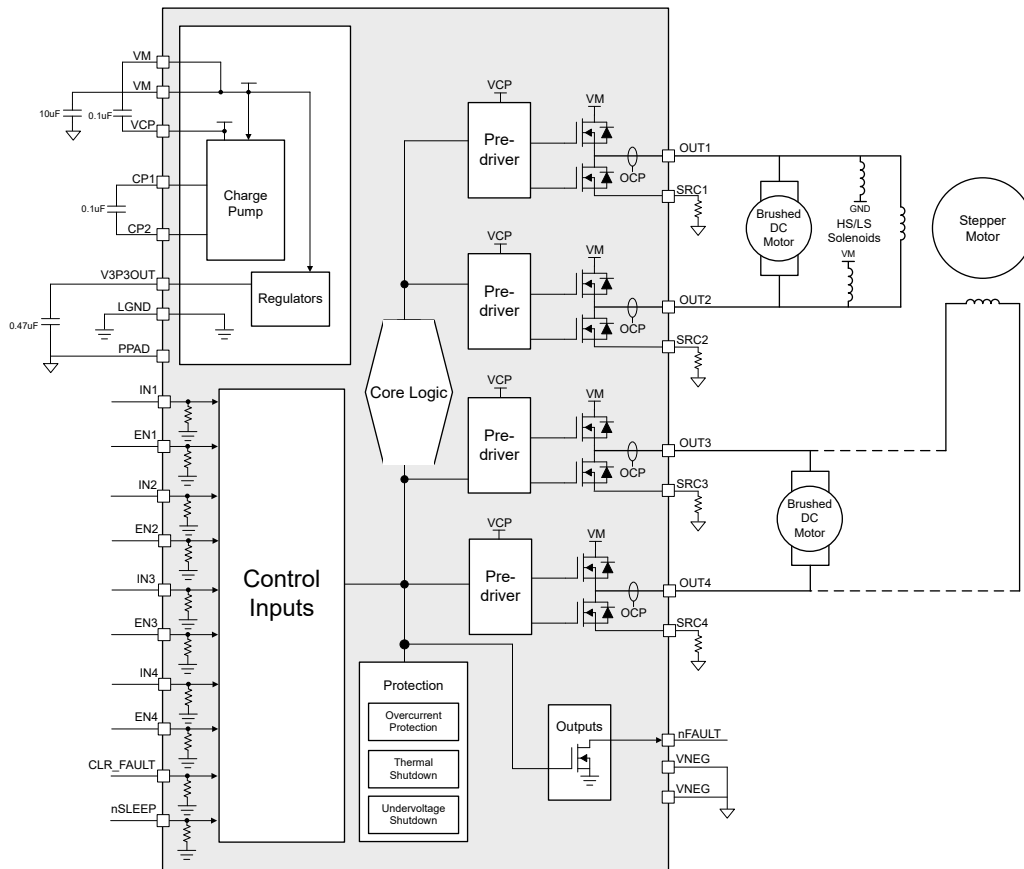 VM
VM
10uF
0.1uF
VCP
CP1
0.1uF
CP2
Charge
Pump
V3P3OUT
Regulators
LGND
0.47uF
PPAD
IN1
EN1
IN2
EN2
IN3
EN3
IN4
EN4
CLR_FAULT
nSLEEP
Control
Inputs
Core Logic
Protection
Overcurrent
Protection
Thermal
Shutdown
Undervoltage
Shutdown
VCP
Pre-
driver
VM
OCP
OUT1
SRC1
VCP
Pre-
driver
VM
OCP
OUT2
SRC2
VCP
Pre-
driver
VM
OCP
OUT3
SRC3
VCP
Pre-
driver
VM
OCP
OUT4
SRC4
Outputs
nFAULT
VNEG
VNEG
Brushed
DC
Motor
GND
HS/LS
Solenoids
VM
Stepper
Motor
Brushed
DC
Motor